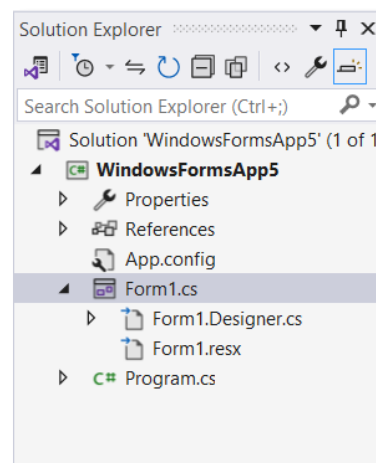 Solution Explorer
Search Solution Explorer (Ctrl+;)
Solution 'WindowsFormsApp5' (1 of 1
C# WindowsFormsApp5
Properties
References
App.config
Form1.cs
Form1.Designer.cs
Form1.resx
C# Program.cs